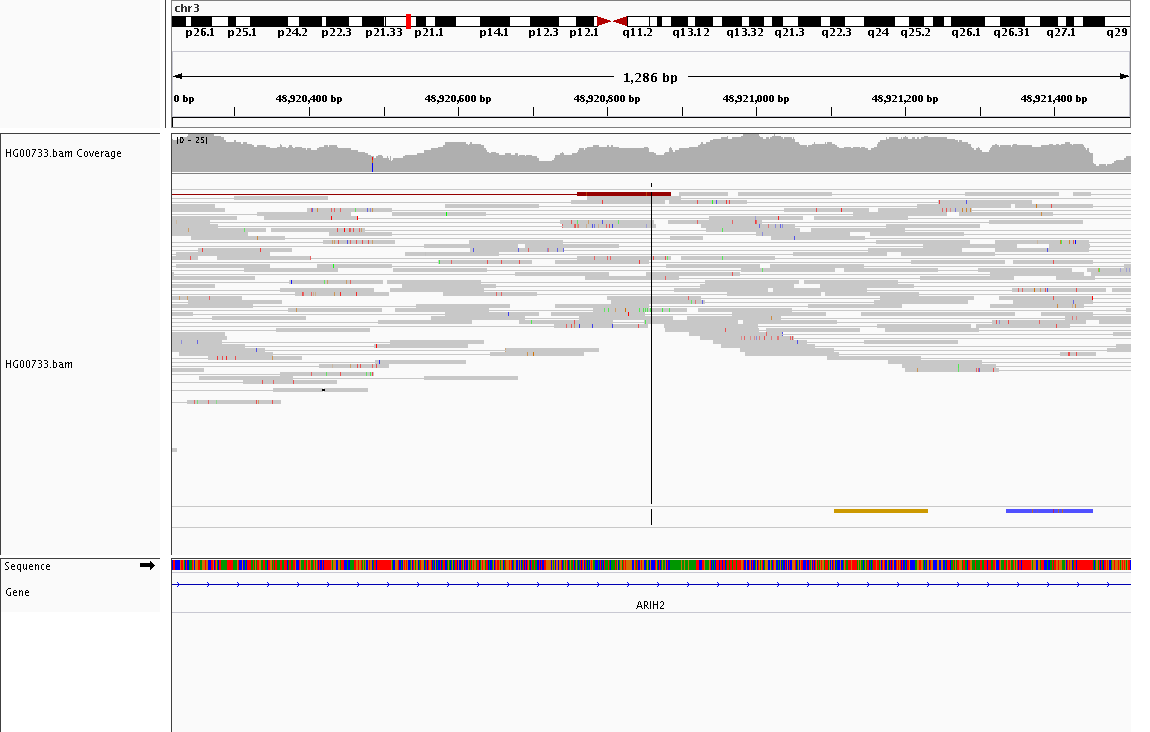 chr3
p26.1 p25.1 p24.2 p22.3 p21.33 p21.1 p14.1 p12.3 p12.1 q11.2 q13.12 q13.32 q21.3 q22.3 q24 q25.2 q26.1 q26.31 q27.1 q29
1,286 bp
0 bp 48,920,400 bp 48,920,600 bp 48,920,800 bp 48,921,000 bp 48,921,200 bp 48,921,400 bp
[0 - 25]
HG00733.bam Coverage
HG00733.bam
Sequence
Gene
ARIH2